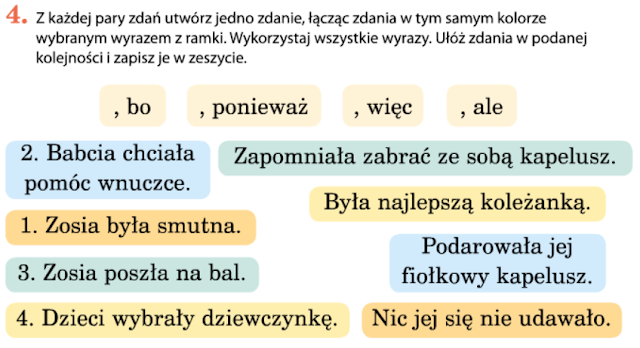 4. Z każdej pary zdań utwórz jedno zdanie, łącząc zdania w tym samym kolorze
wybranym wyrazem z ramki. Wykorzystaj wszystkie wyrazy. Ułóż zdania w podanej
kolejności i zapisz je w zeszycie.
, bo
, ponieważ
, więc
, ale
2. Babcia chciała
pomóc wnuczce.
Zapomniała zabrać ze sobą kapelusz.
Była najlepszą koleżanką.
1. Zosia była smutna.
Podarowała jej
fiołkowy kapelusz.
3. Zosia poszła na bal.
4. Dzieci wybrały dziewczynkę.
Nic jej się nie udawało.